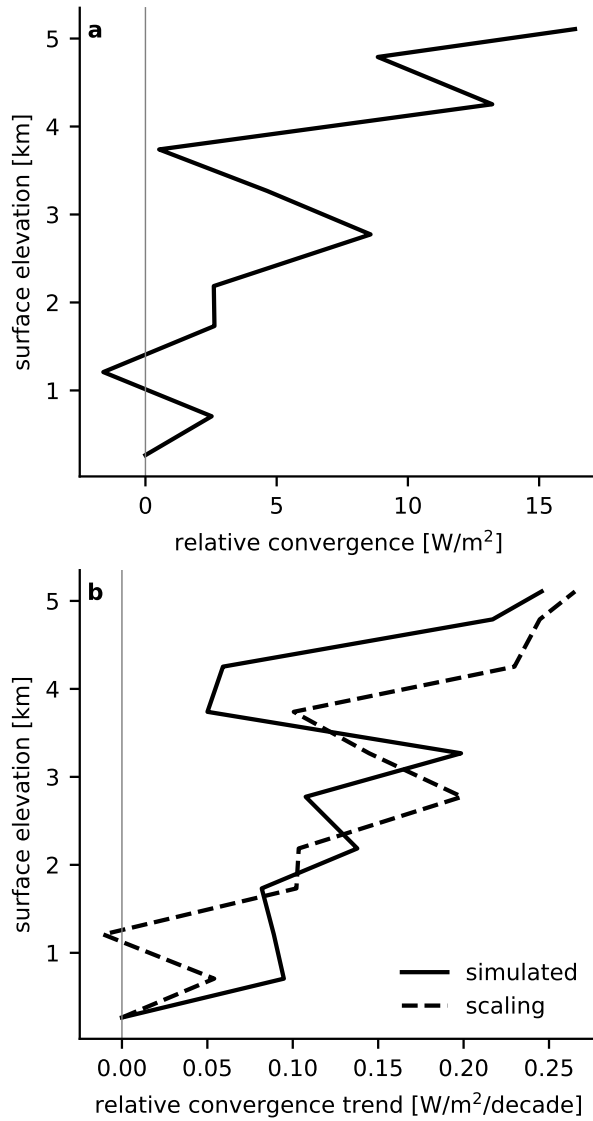 a
5
4
3
2
1
surface elevation [km]
0 5 10 15
relative convergence [W/m²]
b
5
4
3
2
1
surface elevation [km]
simulated
scaling
0.00 0.05 0.10 0.15 0.20 0.25
relative convergence trend [W/m²/decade]